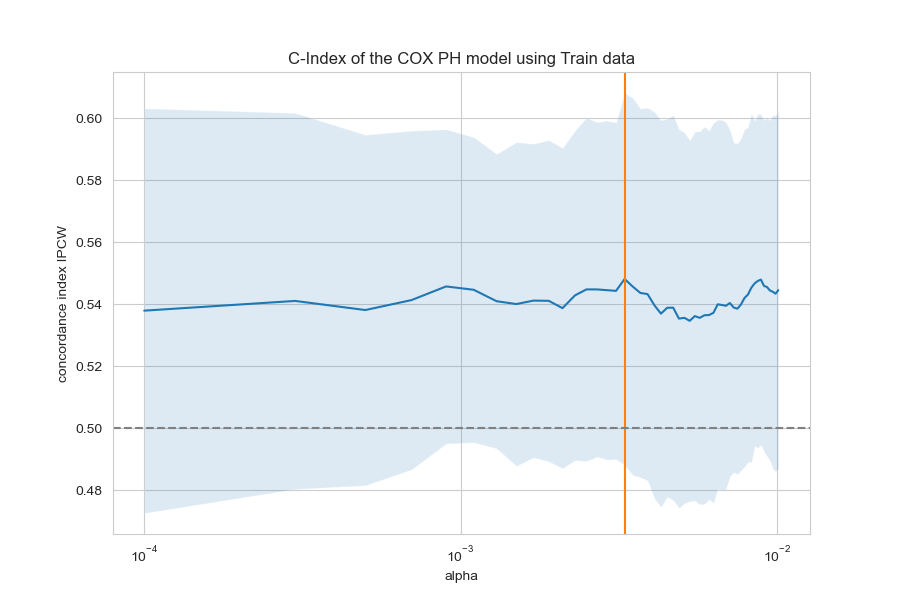 C-Index of the COX PH model using Train data
concordance index IPCW
0.60
0.58
0.56
0.54
0.52
0.50
0.48
10⁻⁴ 10⁻³ 10⁻²
alpha